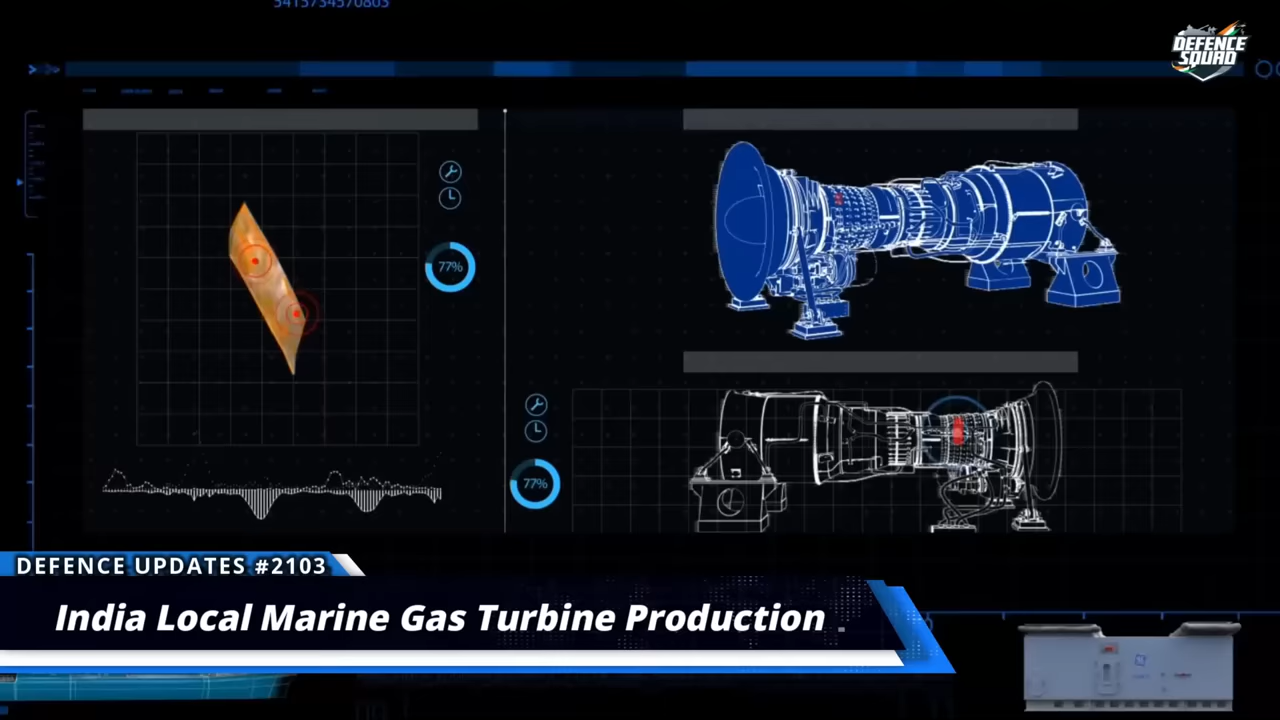 DEFENCE
SQUAD
77%
77%
DEFENCE UPDATES #2103
India Local Marine Gas Turbine Production